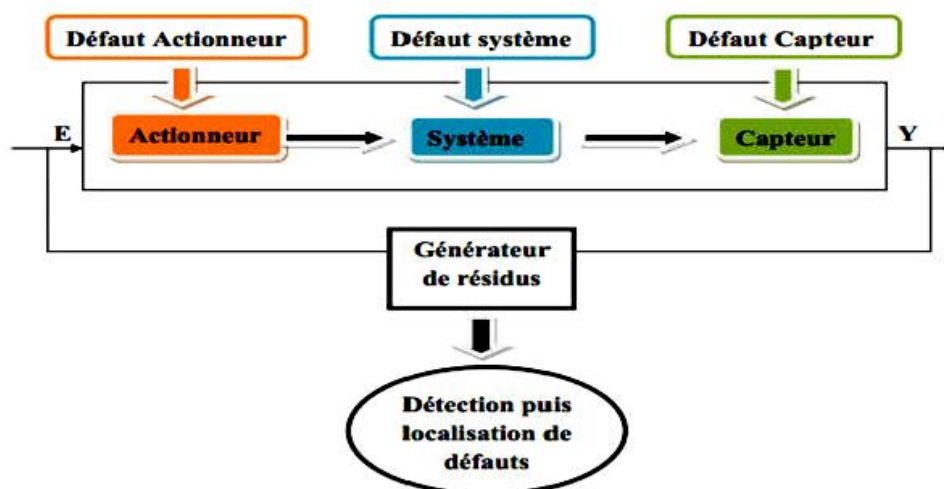 Défaut Actionneur
Défaut système
Défaut Capteur
E
Actionneur
Système
Capteur
Y
Générateur
de résidus
Détection puis
localisation de
défauts